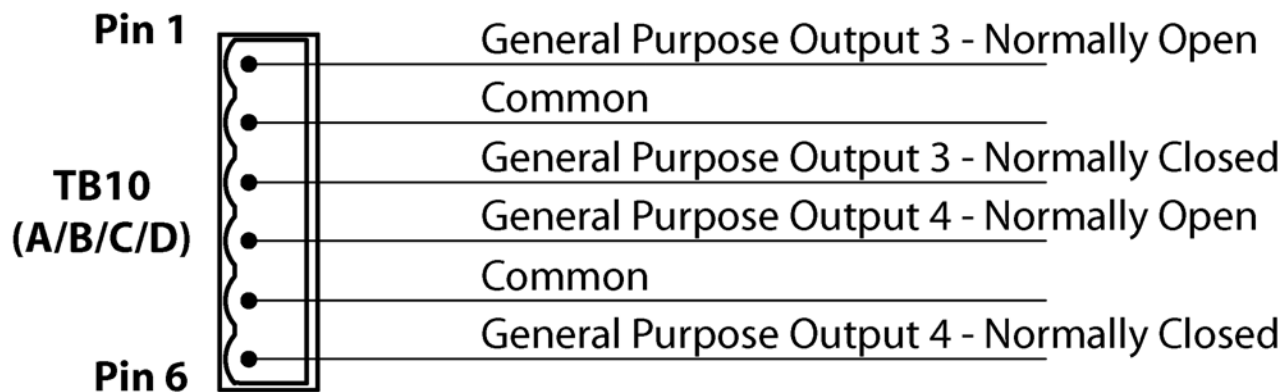 Pin 1
General Purpose Output 3 - Normally Open
Common
General Purpose Output 3 - Normally Closed
TB10
(A/B/C/D)
General Purpose Output 4 - Normally Open
Common
General Purpose Output 4 - Normally Closed
Pin 6